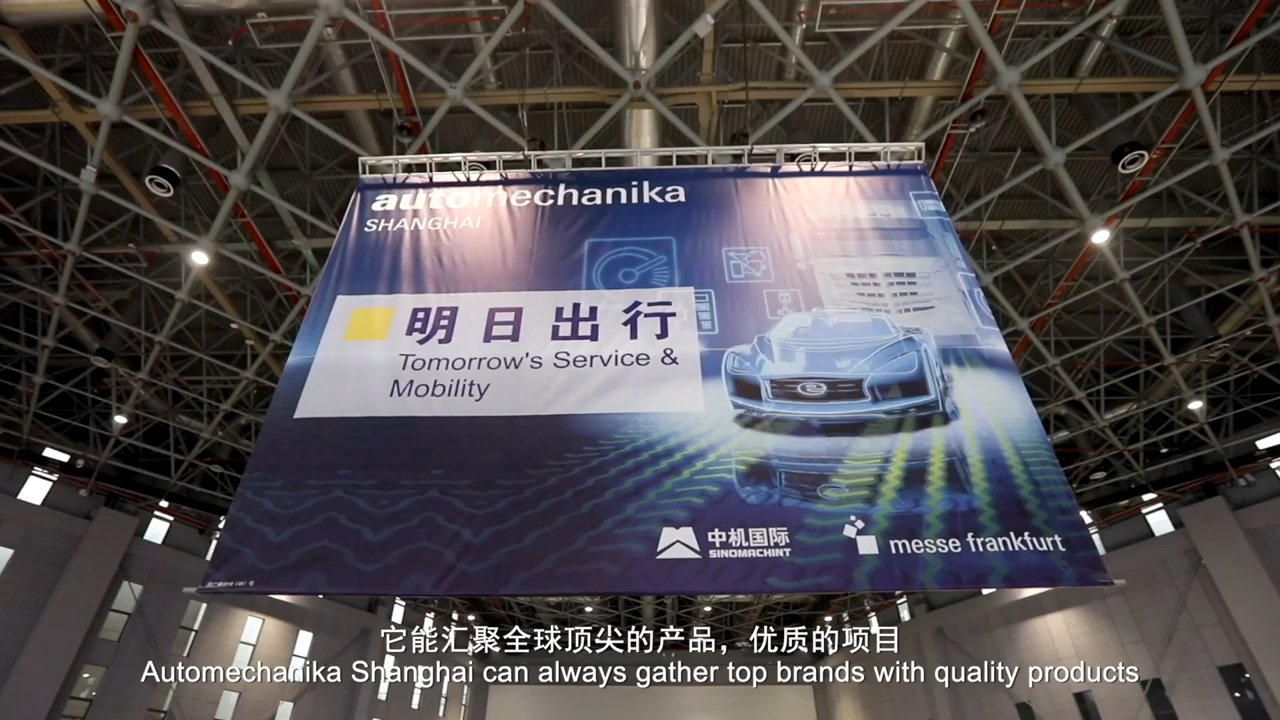 automechanika
SHANGHAI
明日出行
Tomorrow's Service &
Mobility
中机国际
SINOMACHINT
messe frankfurt
它能汇聚全球顶尖的产品，优质的项目
Automechanika Shanghai can always gather top brands with quality products